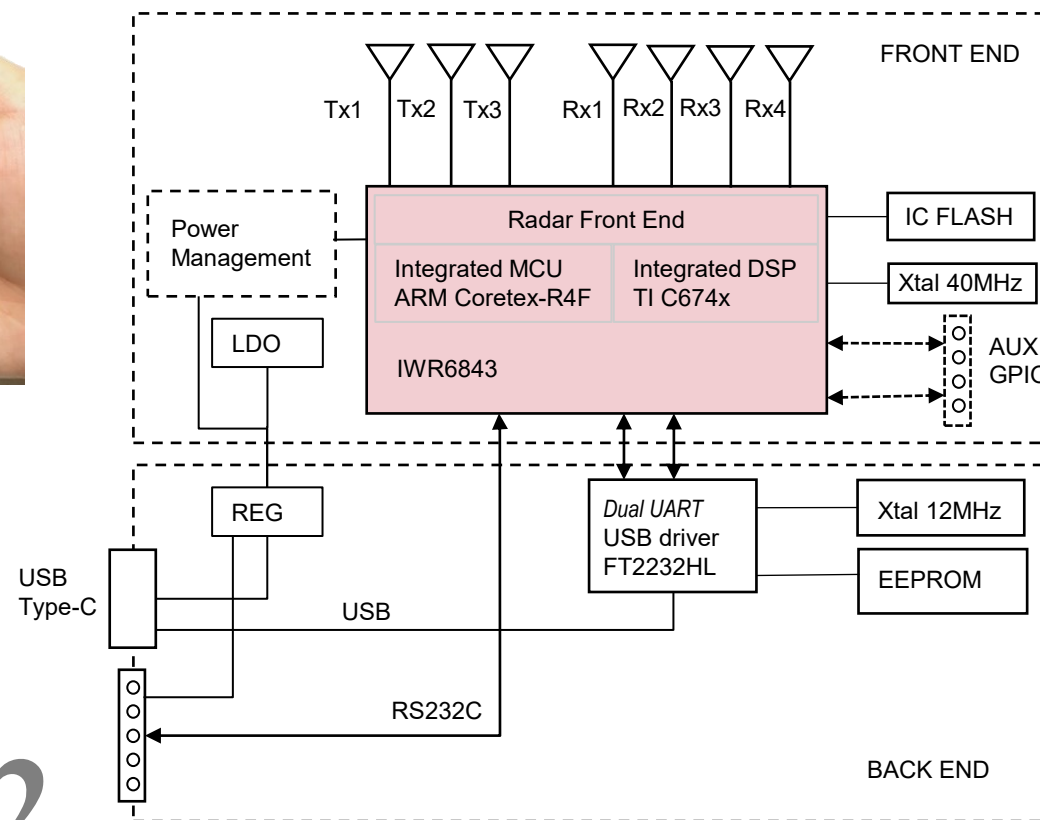 FRONT END
Tx1 Tx2 Tx3 Rx1 Rx2 Rx3 Rx4
Power
Management
Radar Front End
Integrated MCU
ARM Coretex-R4F
Integrated DSP
TI C674x
IWR6843
IC FLASH
Xtal 40MHz
AUX
LDO
REG
Dual UART
USB driver
FT2232HL
Xtal 12MHz
EEPROM
USB
Type-C
USB
RS232C
BACK END
2